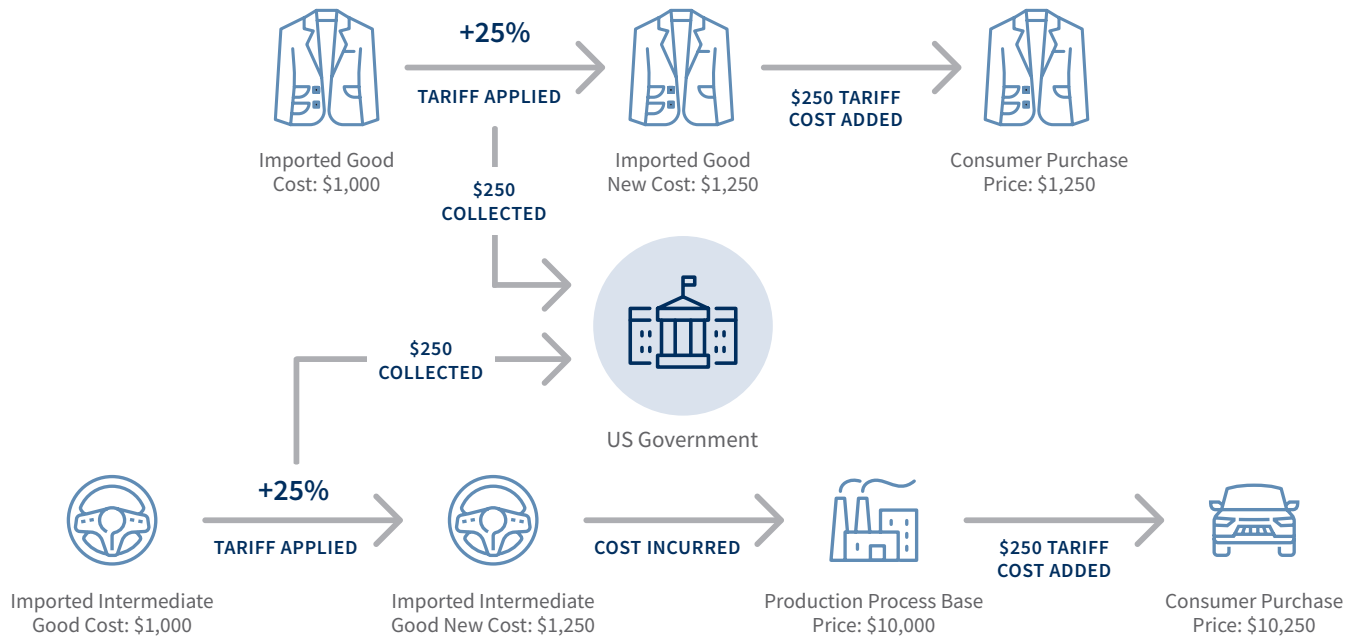 +25%
TARIFF APPLIED
$250 TARIFF
COST ADDED
Imported Good
Cost: $1,000
Imported Good
New Cost: $1,250
Consumer Purchase
Price: $1,250
$250
COLLECTED
$250
COLLECTED
US Government
+25%
TARIFF APPLIED
COST INCURRED
$250 TARIFF
COST ADDED
Imported Intermediate
Good Cost: $1,000
Imported Intermediate
Good New Cost: $1,250
Production Process Base
Price: $10,000
Consumer Purchase
Price: $10,250